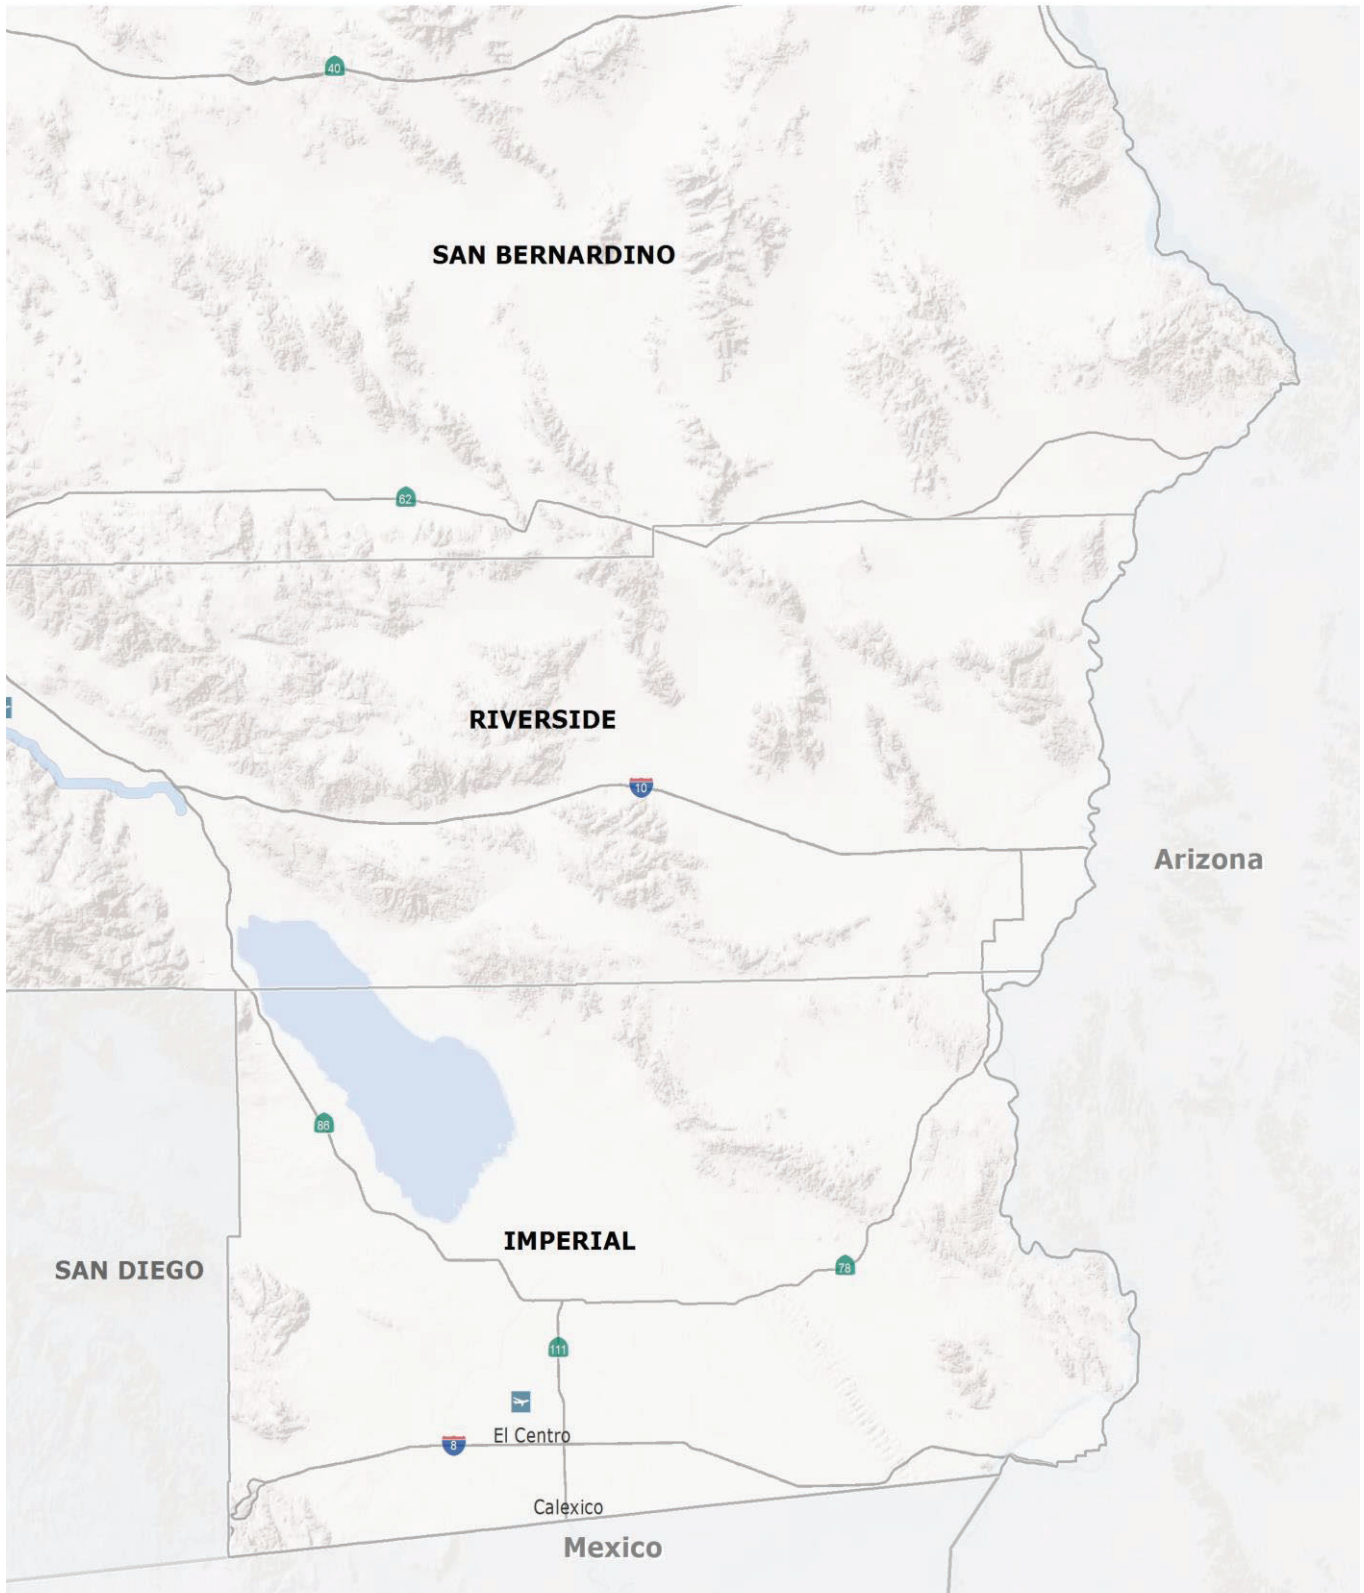 40
SAN BERNARDINO
62
RIVERSIDE
10
Arizona
86
IMPERIAL
SAN DIEGO
78
111
El Centro
8
Calexico
Mexico